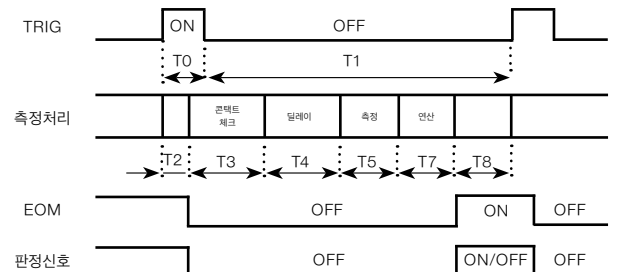 TRIG ON OFF
T0 T1
측정처리 콘택트 체크 딜레이 측정 연산
T2 T3 T4 T5 T7 T8
EOM OFF ON OFF
판정신호 OFF ON/OFF OFF